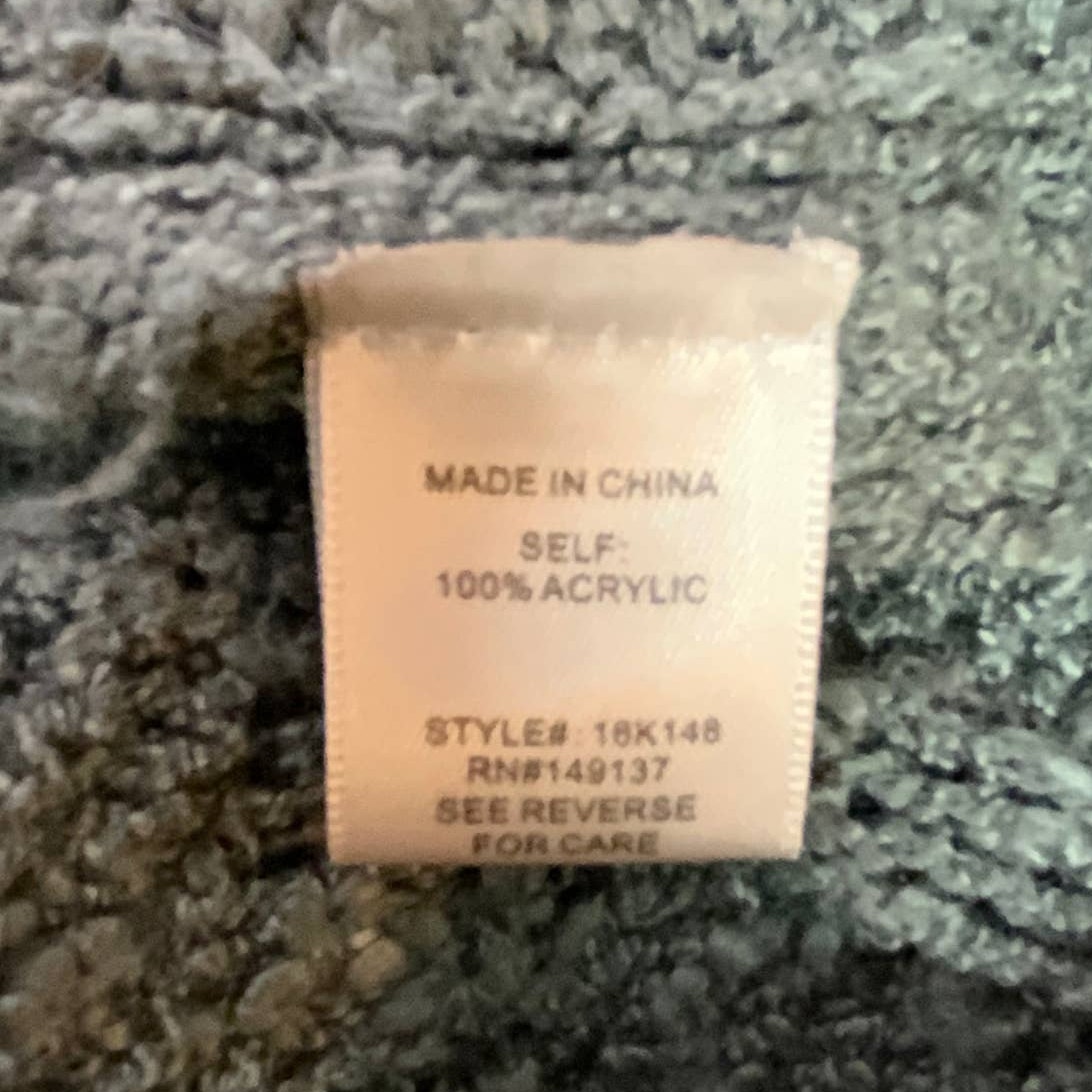 MADE IN CHINA
SELF:
100% ACRYLIC
STYLE#: 16K148
RN#149137
SEE REVERSE
FOR CARE